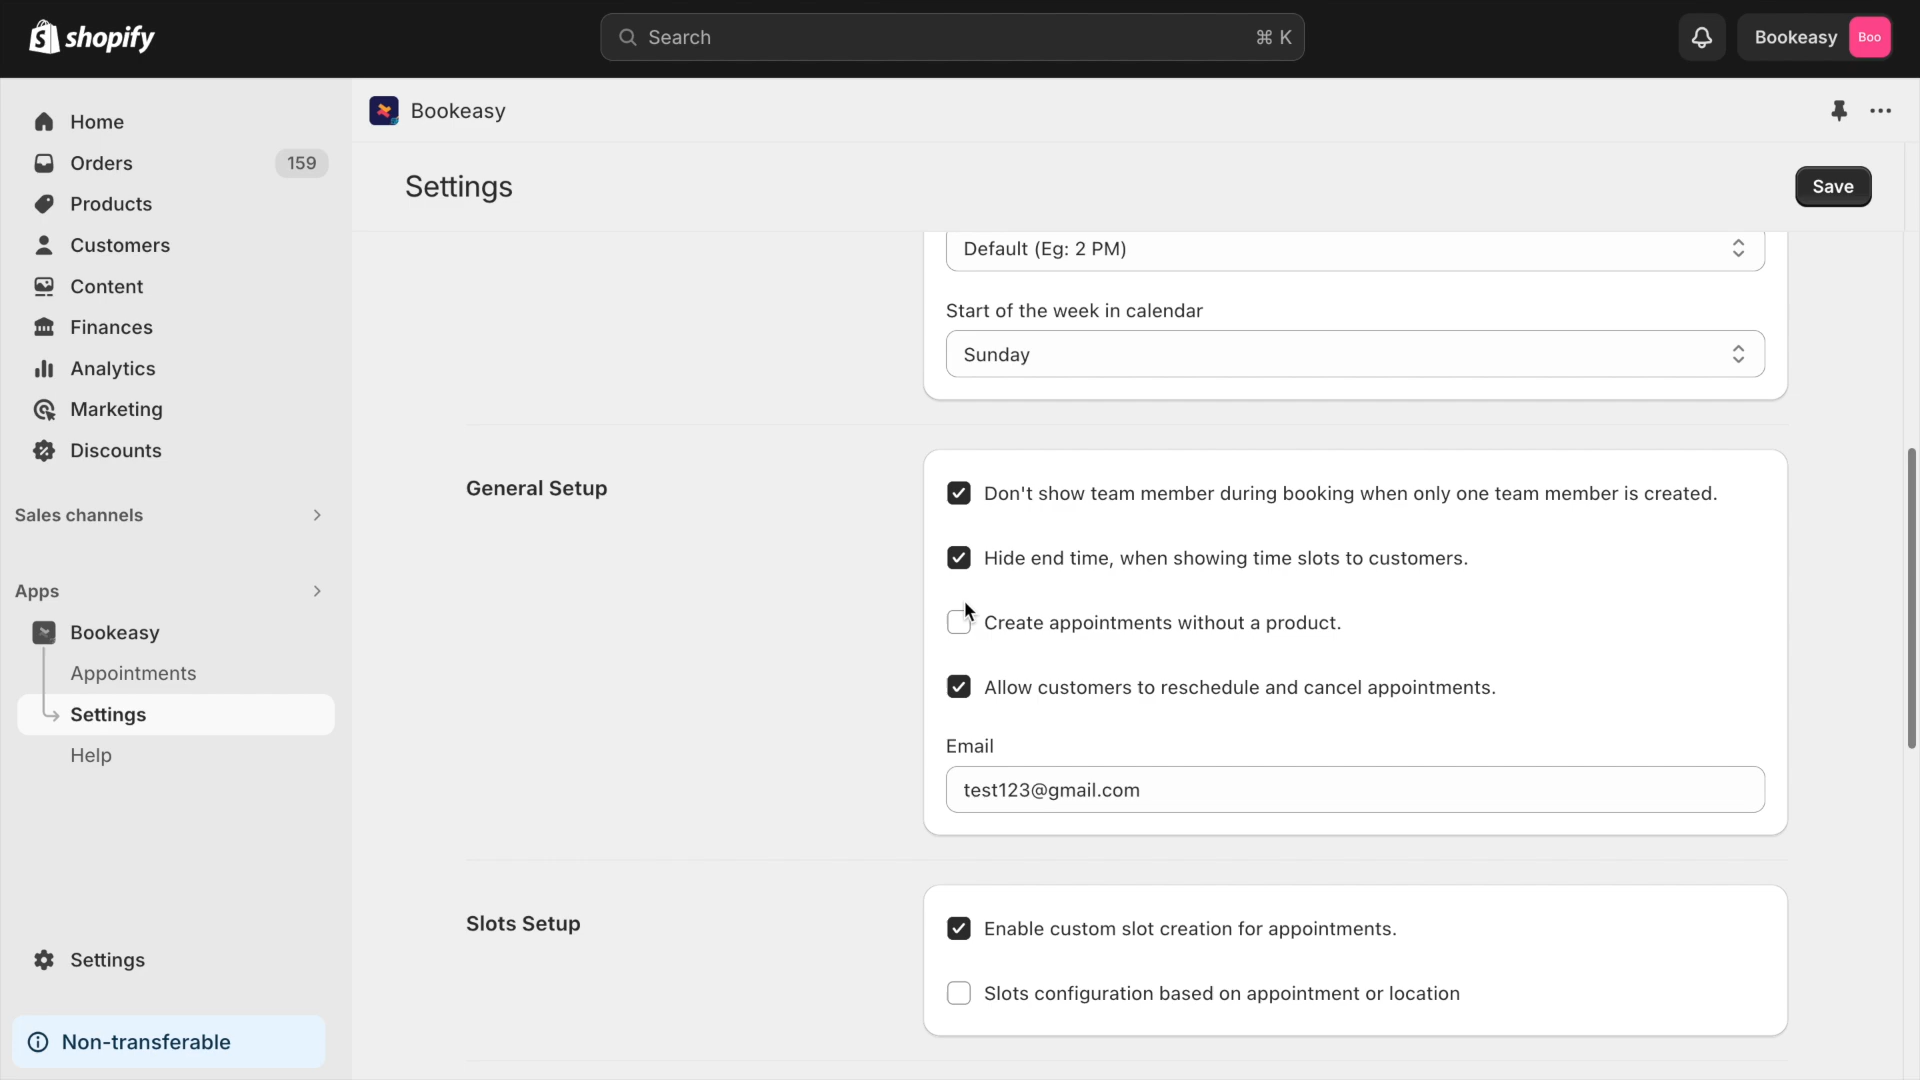 shopify
Search
⌘ K
Bookeasy
Boo
Home
Orders
159
Products
Customers
Content
Finances
Analytics
Marketing
Discounts
Sales channels
Apps
Bookeasy
Appointments
Settings
Help
Settings
Non-transferable
Bookeasy
Settings
Save
Default (Eg: 2 PM)
Start of the week in calendar
Sunday
General Setup
Don't show team member during booking when only one team member is created.
Hide end time, when showing time slots to customers.
Create appointments without a product.
Allow customers to reschedule and cancel appointments.
Email
test123@gmail.com
Slots Setup
Enable custom slot creation for appointments.
Slots configuration based on appointment or location